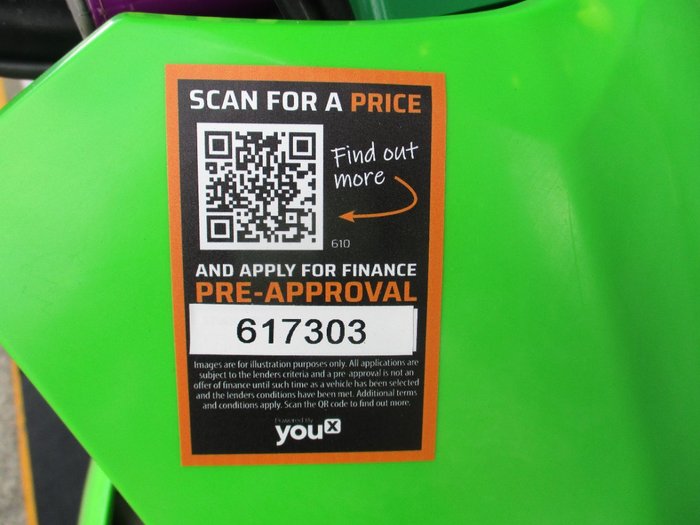 SCAN FOR A PRICE
Find out
more
610
AND APPLY FOR FINANCE
PRE-APPROVAL
617303
Images are for illustration purposes only. All applications are
subject to the lenders criteria and a pre approval is not an
offer of finance until such time as a vehicle has been selected
and the lenders conditions have been met. Additional terms
and conditions apply. Scan the QR code to find out more.
Powered By
youX